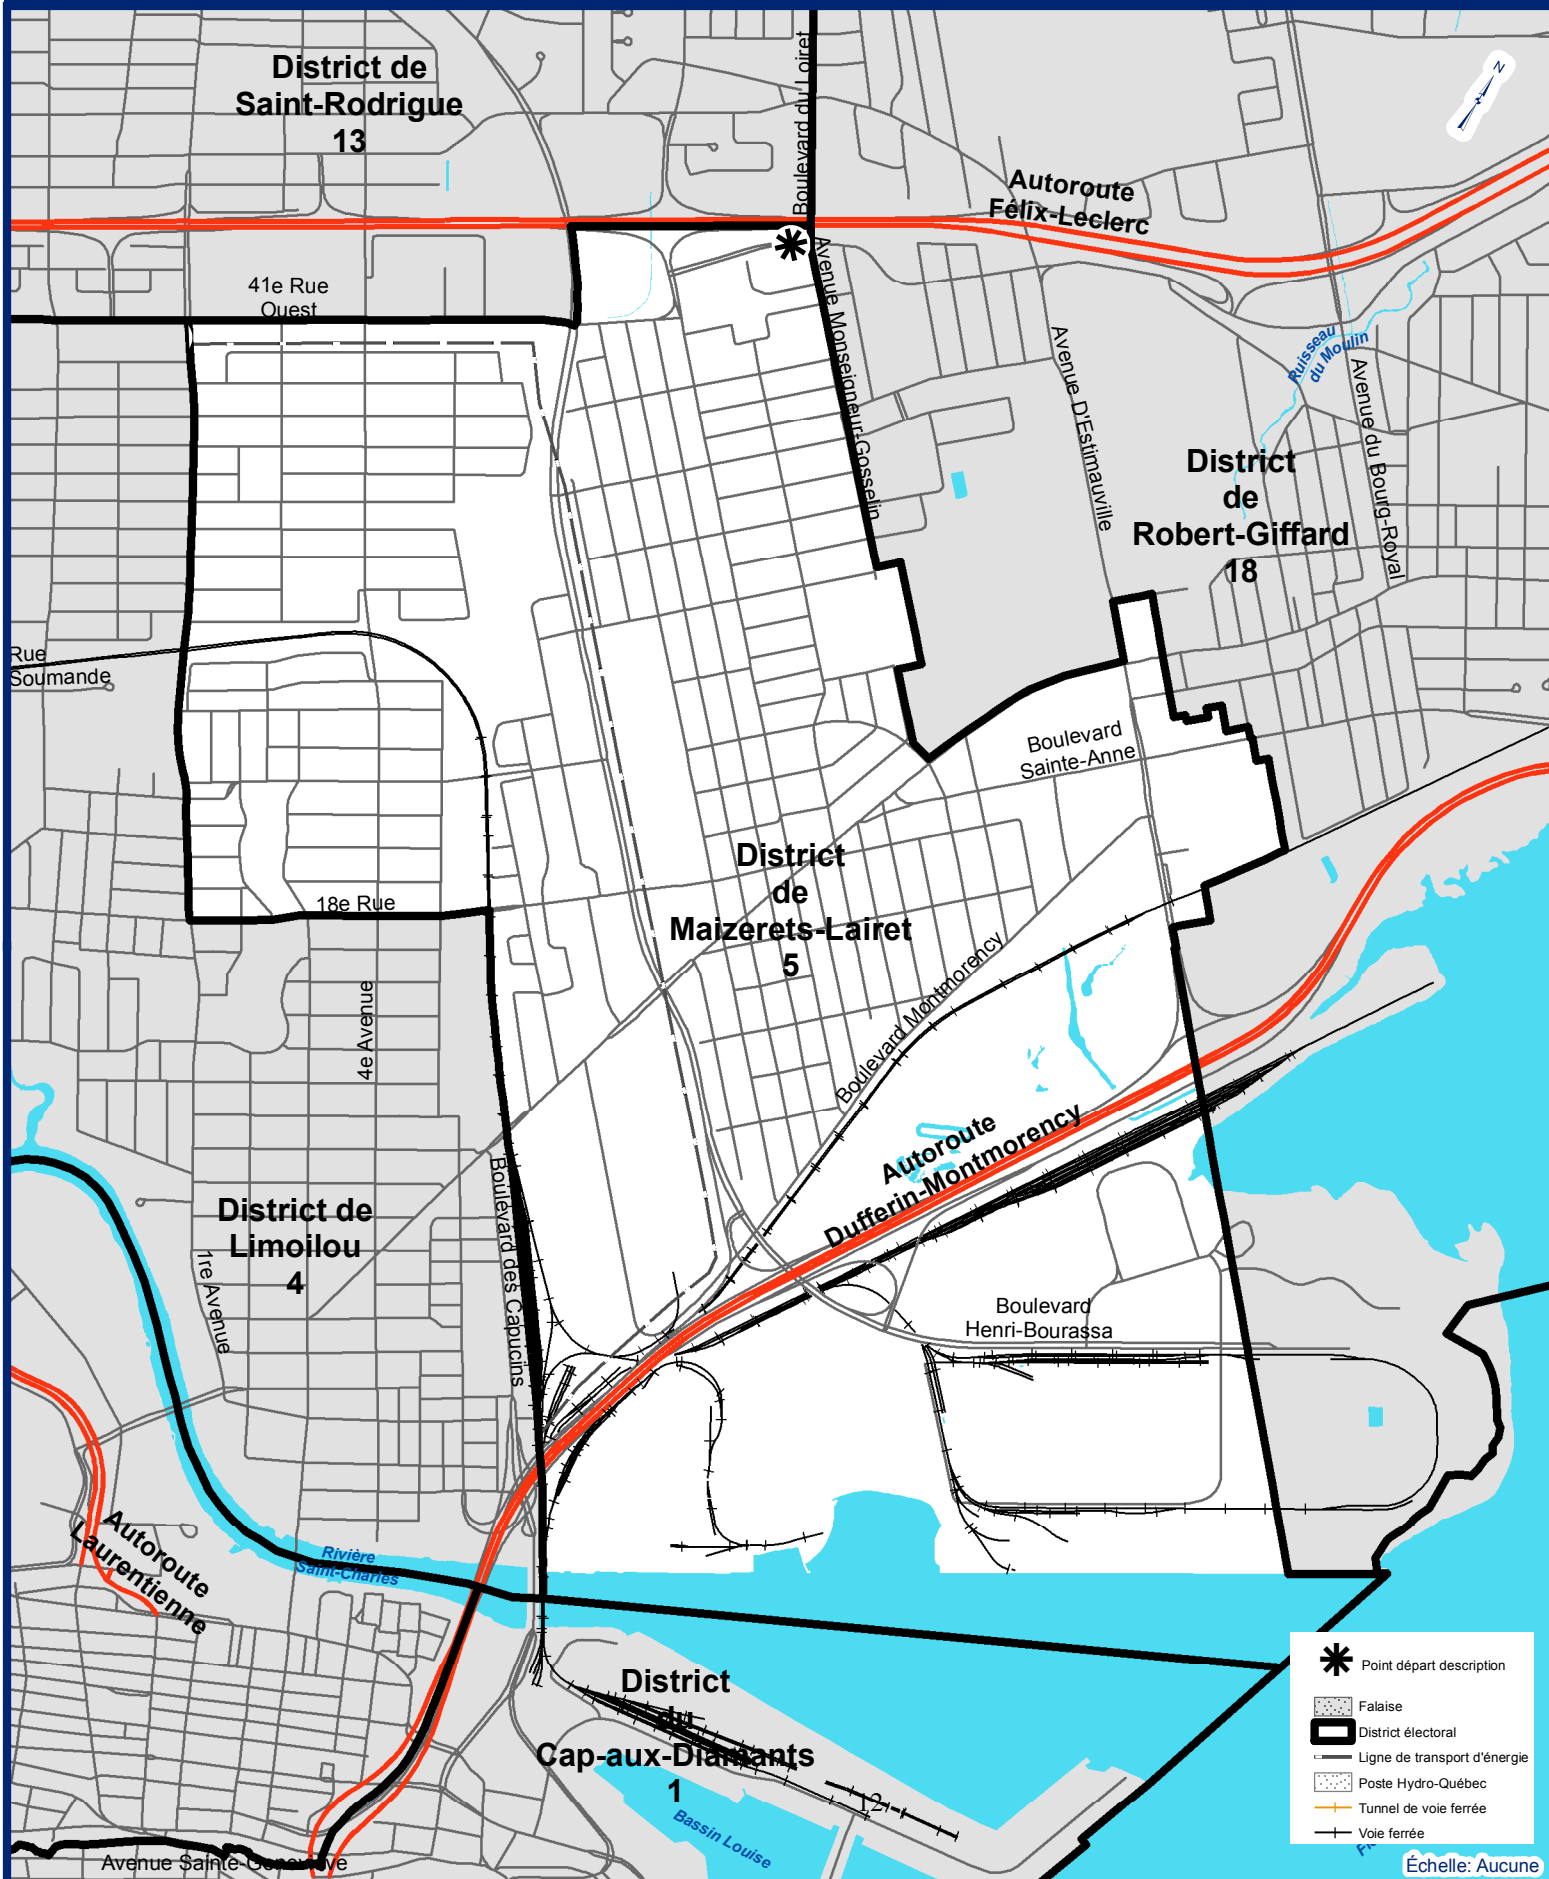 District de
Saint-Rodrigue
13
Boulevard du Loiret
N
Autoroute
Félix-Leclerc
41e Rue
Ouest
Avenue Monseigneur-Gosselin
Avenue D'Estimauville
Ruisseau
du Moulin
Avenue du Bourg-Royal
District
de
Robert-Giffard
18
Rue
Soumande
Boulevard
Sainte-Anne
District
de
Maizerets-Lairet
5
18e Rue
4e Avenue
Boulevard Montmorency
Autoroute
Dufferin-Montmorency
District de
Limoilou
4
1re Avenue
Boulevard des Capucins
Boulevard
Henri-Bourassa
Autoroute
Laurentienne
Rivière
Saint-Charles
District
du
Cap-aux-Diamants
1
12
Bassin Louise
Avenue Sainte-Geneviève
Point départ description
Falaise
District électoral
Ligne de transport d'énergie
Poste Hydro-Québec
Tunnel de voie ferrée
Voie ferrée
Échelle: Aucune